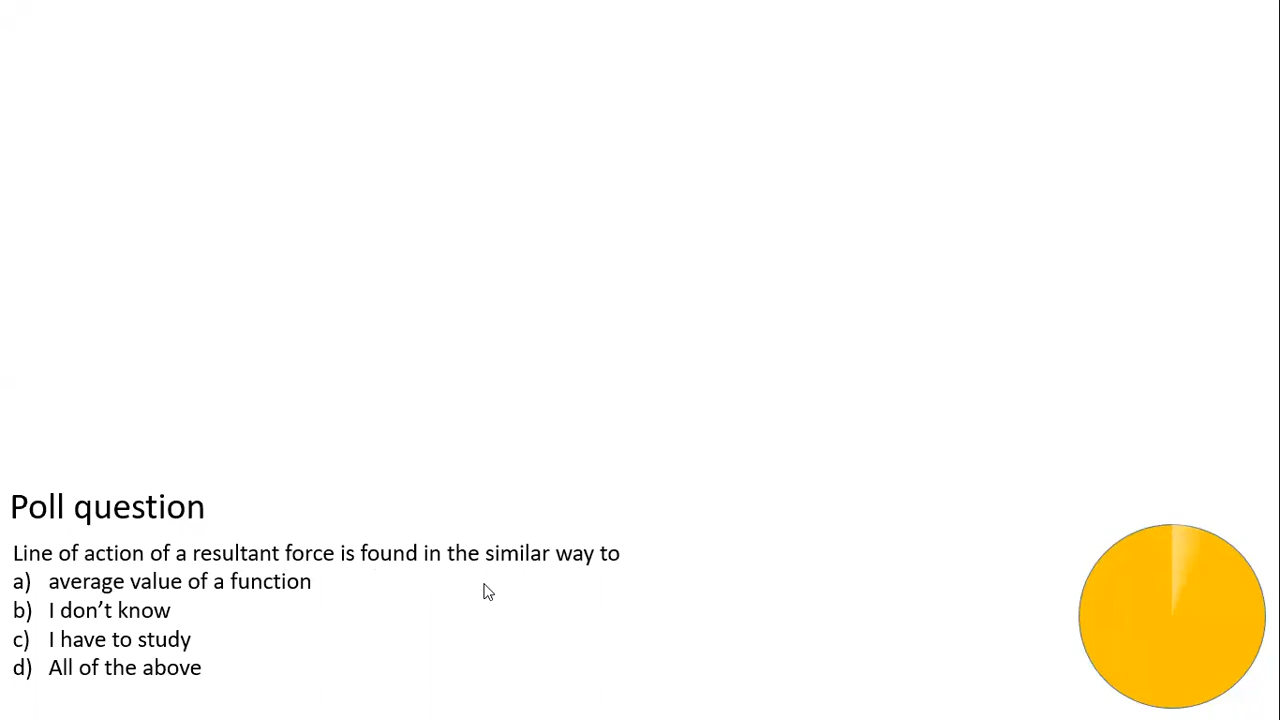 Poll question
Line of action of a resultant force is found in the similar way to
a) average value of a function
b) I don’t know
c) I have to study
d) All of the above